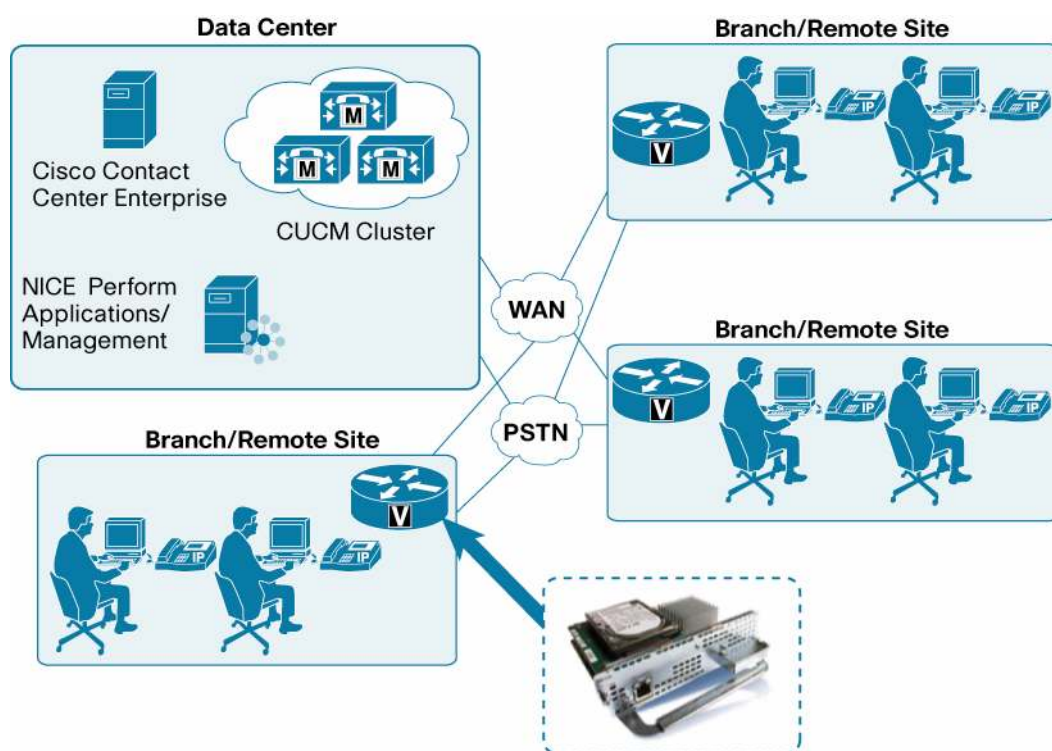 Data Center
Branch/Remote Site
M
M
M
Cisco Contact
Center Enterprise
CUCM Cluster
NICE Perform
Applications/
Management
V
IP
IP
WAN
Branch/Remote Site
V
IP
IP
PSTN
Branch/Remote Site
V
IP
IP